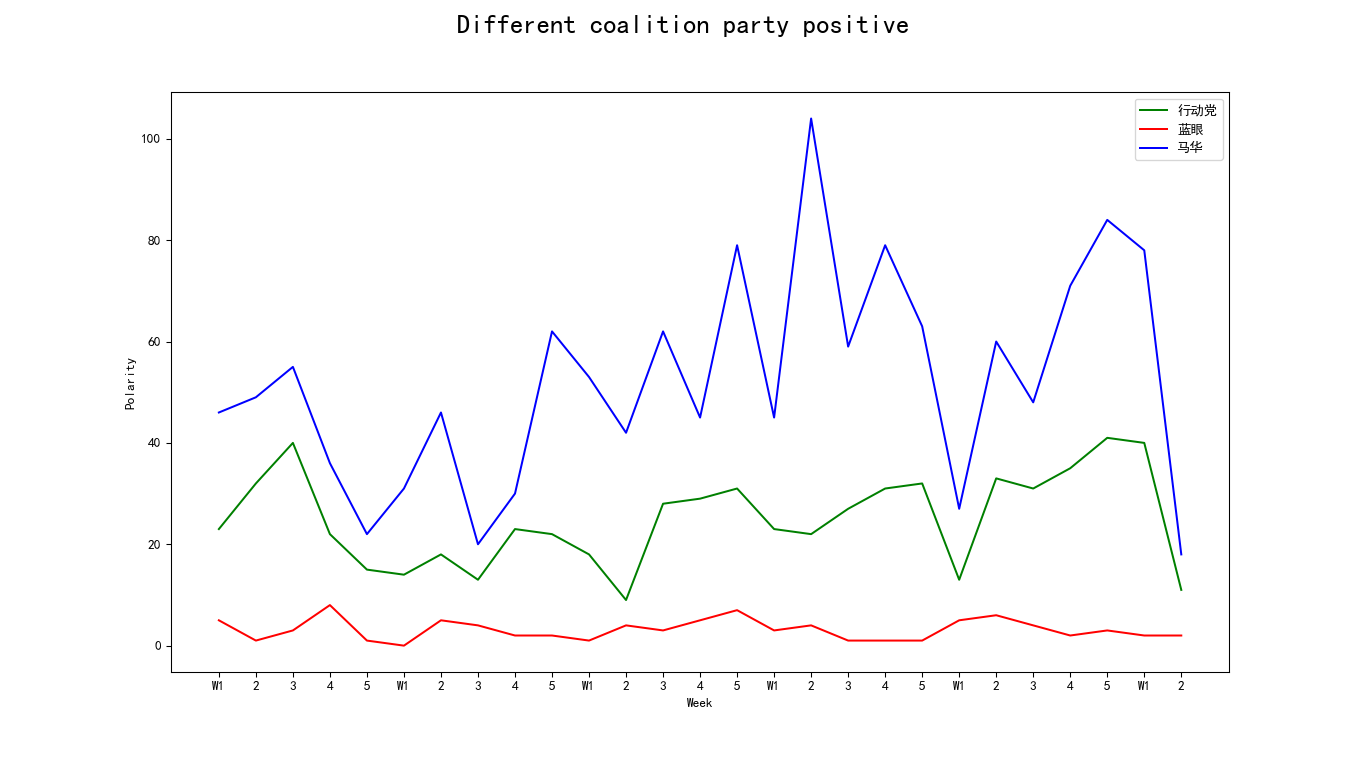 Different coalition party positive
行动党
蓝眼
马华
100
80
60
40
20
0
Polarity
W1 2 3 4 5 W1 2 3 4 5 W1 2 3 4 5 W1 2 3 4 5 W1 2 3 4 5 W1 2
Week